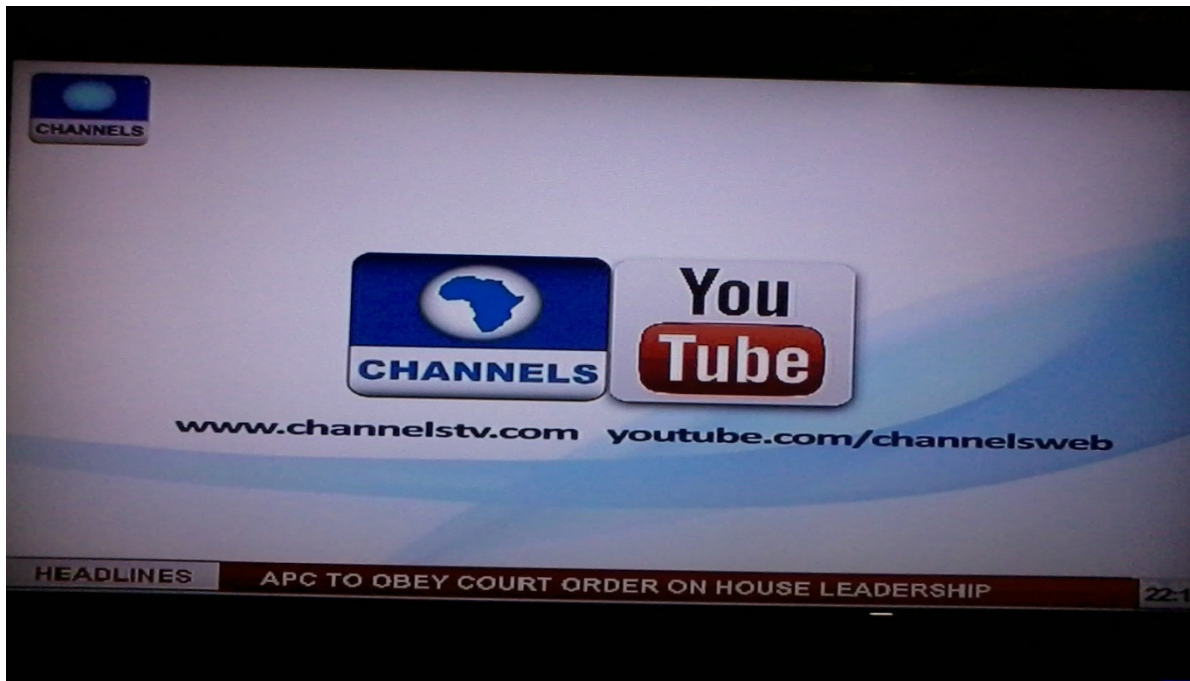 CHANNELS
You
Tube
CHANNELS
www.channelstv.com youtube.com/channelsweb
HEADLINES APC TO OBEY COURT ORDER ON HOUSE LEADERSHIP